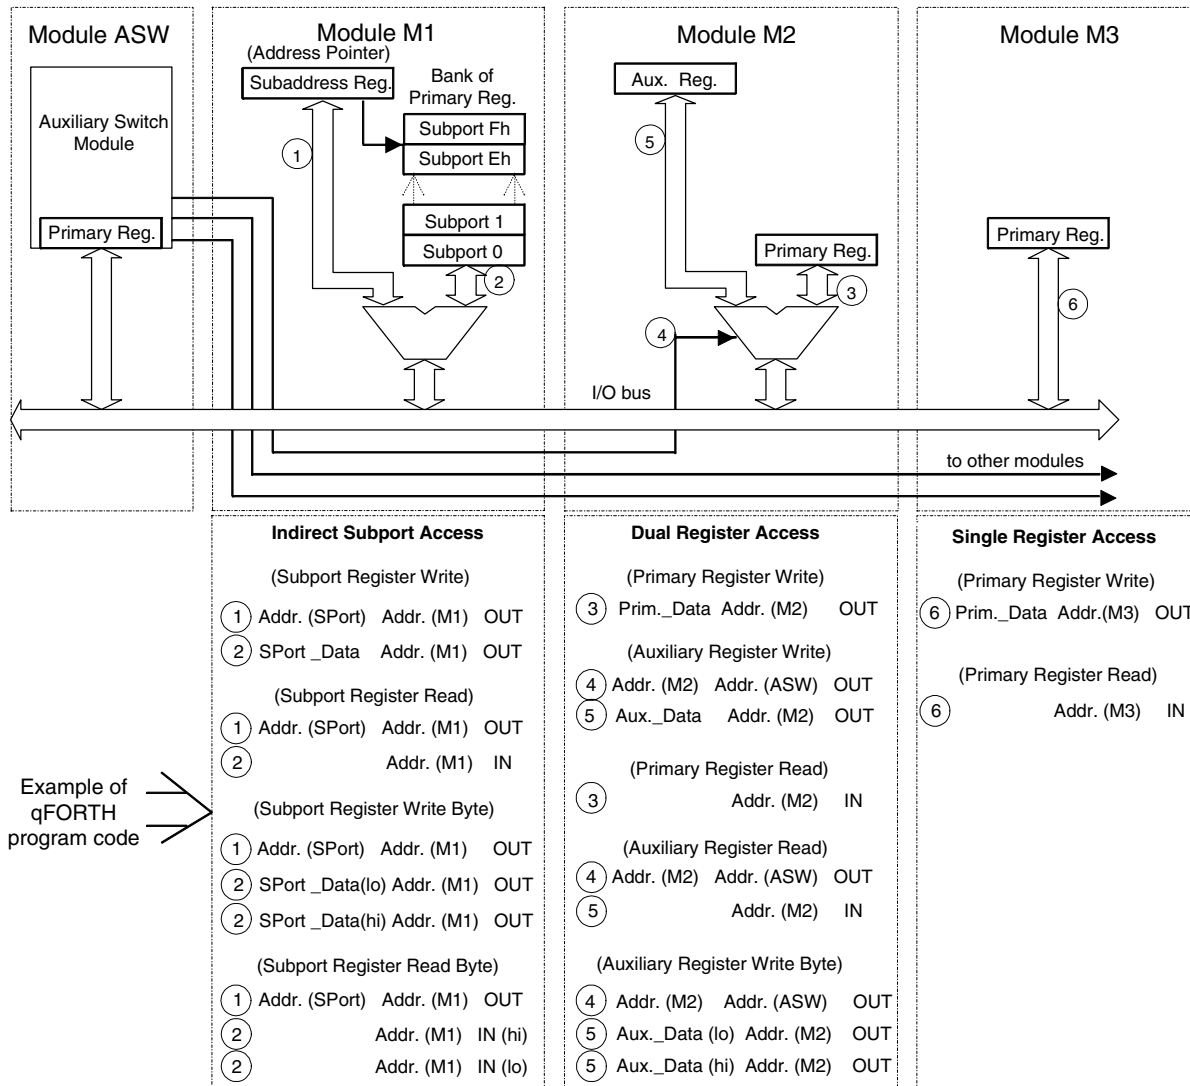 Module ASW
Auxiliary Switch
Module
Primary Reg.
Module M1
(Address Pointer)
Subaddress Reg.
Bank of
Primary Reg.
Subport Fh
Subport Eh
Subport 1
Subport 0
1
2
Module M2
Aux. Reg.
5
Primary Reg.
3
4
Module M3
Primary Reg.
6
I/O bus
to other modules
Example of
qFORTH
program code
Indirect Subport Access
(Subport Register Write)
1 Addr. (SPort) Addr. (M1) OUT
2 SPort _Data Addr. (M1) OUT
(Subport Register Read)
1 Addr. (SPort) Addr. (M1) OUT
2 Addr. (M1) IN
(Subport Register Write Byte)
1 Addr. (SPort) Addr. (M1) OUT
2 SPort _Data(lo) Addr. (M1) OUT
2 SPort _Data(hi) Addr. (M1) OUT
(Subport Register Read Byte)
1 Addr. (SPort) Addr. (M1) OUT
2 Addr. (M1) IN (hi)
2 Addr. (M1) IN (lo)
Dual Register Access
(Primary Register Write)
3 Prim._Data Addr. (M2) OUT
(Auxiliary Register Write)
4 Addr. (M2) Addr. (ASW) OUT
5 Aux._Data Addr. (M2) OUT
(Primary Register Read)
3 Addr. (M2) IN
(Auxiliary Register Read)
4 Addr. (M2) Addr. (ASW) OUT
5 Addr. (M2) IN
(Auxiliary Register Write Byte)
4 Addr. (M2) Addr. (ASW) OUT
5 Aux._Data (lo) Addr. (M2) OUT
5 Aux._Data (hi) Addr. (M2) OUT
Single Register Access
(Primary Register Write)
6 Prim._Data Addr.(M3) OUT
(Primary Register Read)
6 Addr. (M3) IN